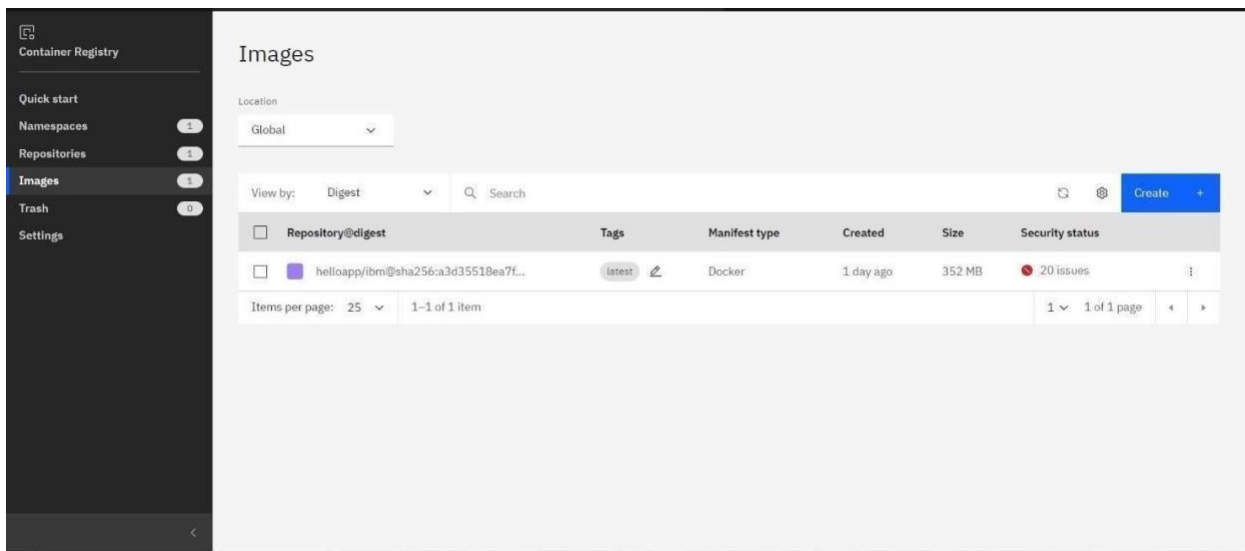 Container Registry
Quick start
Namespaces 1
Repositories 1
Images 1
Trash 0
Settings
Images
Location
Global
View by: Digest Search Create +
Repository@digest Tags Manifest type Created Size Security status
helloapp/ibm@sha256:a3d35518ea7f... latest Docker 1 day ago 352 MB 20 issues
Items per page: 25 1–1 of 1 item 1 1 of 1 page